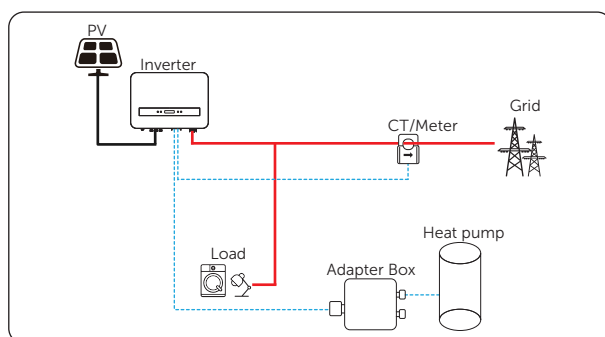 PV
Inverter
CT/Meter
Grid
Load
Adapter Box
Heat pump